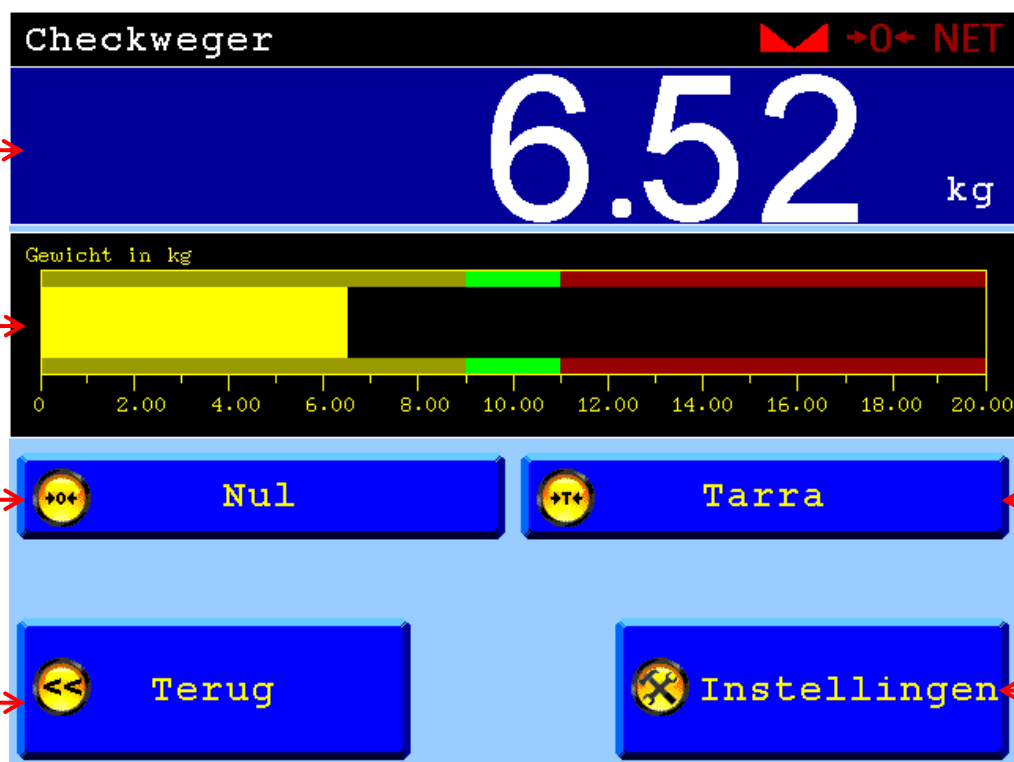 Checkweger →0← NET
6.52 kg
Gewicht in kg
0 2.00 4.00 6.00 8.00 10.00 12.00 14.00 16.00 18.00 20.00
→0← Nul →T← Tarra
<< Terug Instellingen